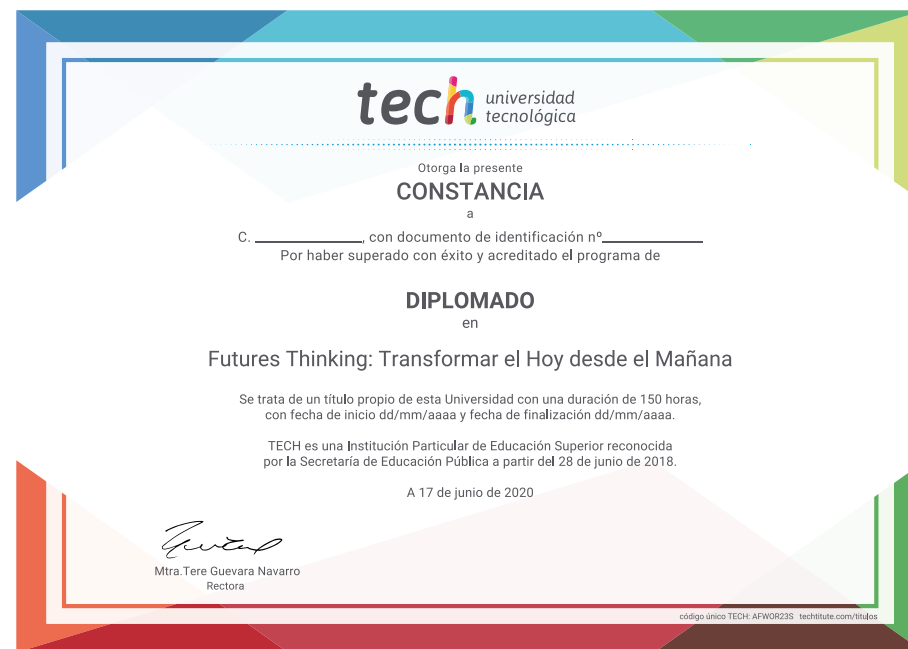 tech universidad
tecnológica
Otorga la presente
CONSTANCIA
a
C. ____________, con documento de identificación nº____________
Por haber superado con éxito y acreditado el programa de
DIPLOMADO
en
Futures Thinking: Transformar el Hoy desde el Mañana
Se trata de un título propio de esta Universidad con una duración de 150 horas,
con fecha de inicio dd/mm/aaaa y fecha de finalización dd/mm/aaaa.
TECH es una Institución Particular de Educación Superior reconocida
por la Secretaría de Educación Pública a partir del 28 de junio de 2018.
A 17 de junio de 2020
Mtra.Tere Guevara Navarro
Rectora
código único TECH: AFWOR23S techtitute.com/titulos